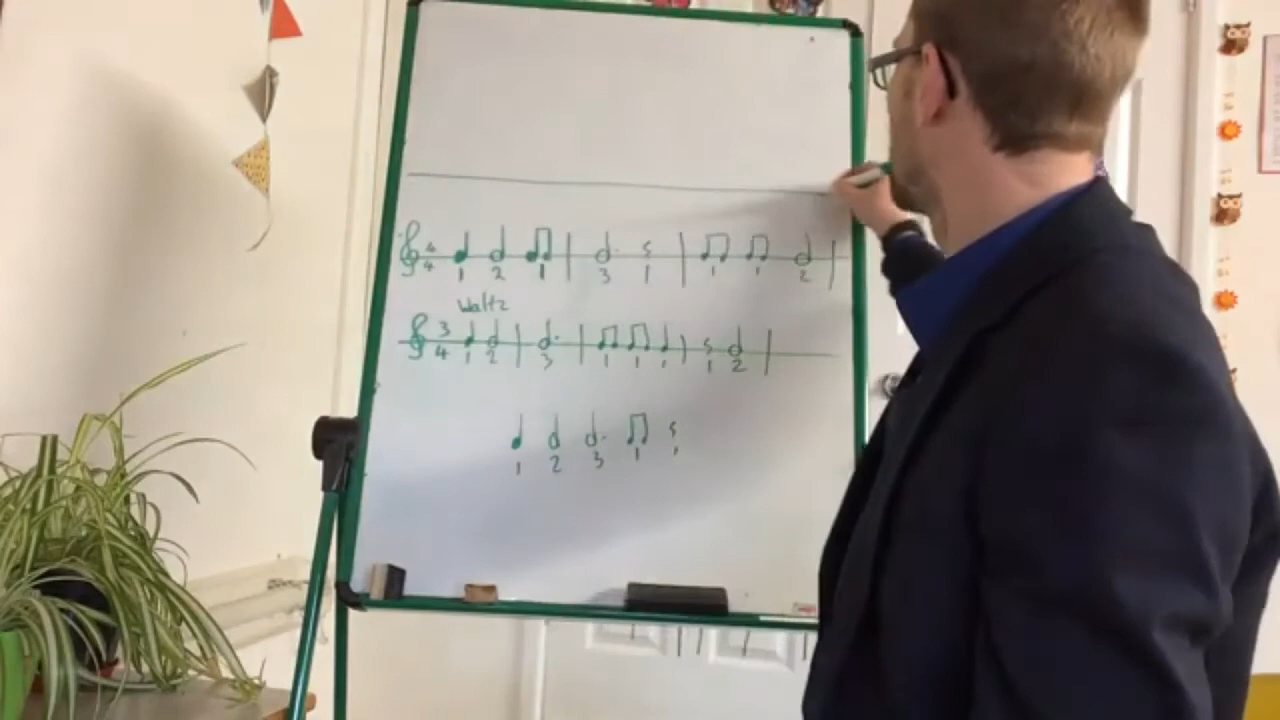 4 4 1 2 1 3 1 1 1 2
Waltz
3 4 1 2 3 1 1 1 1 2
1 2 3 1 1